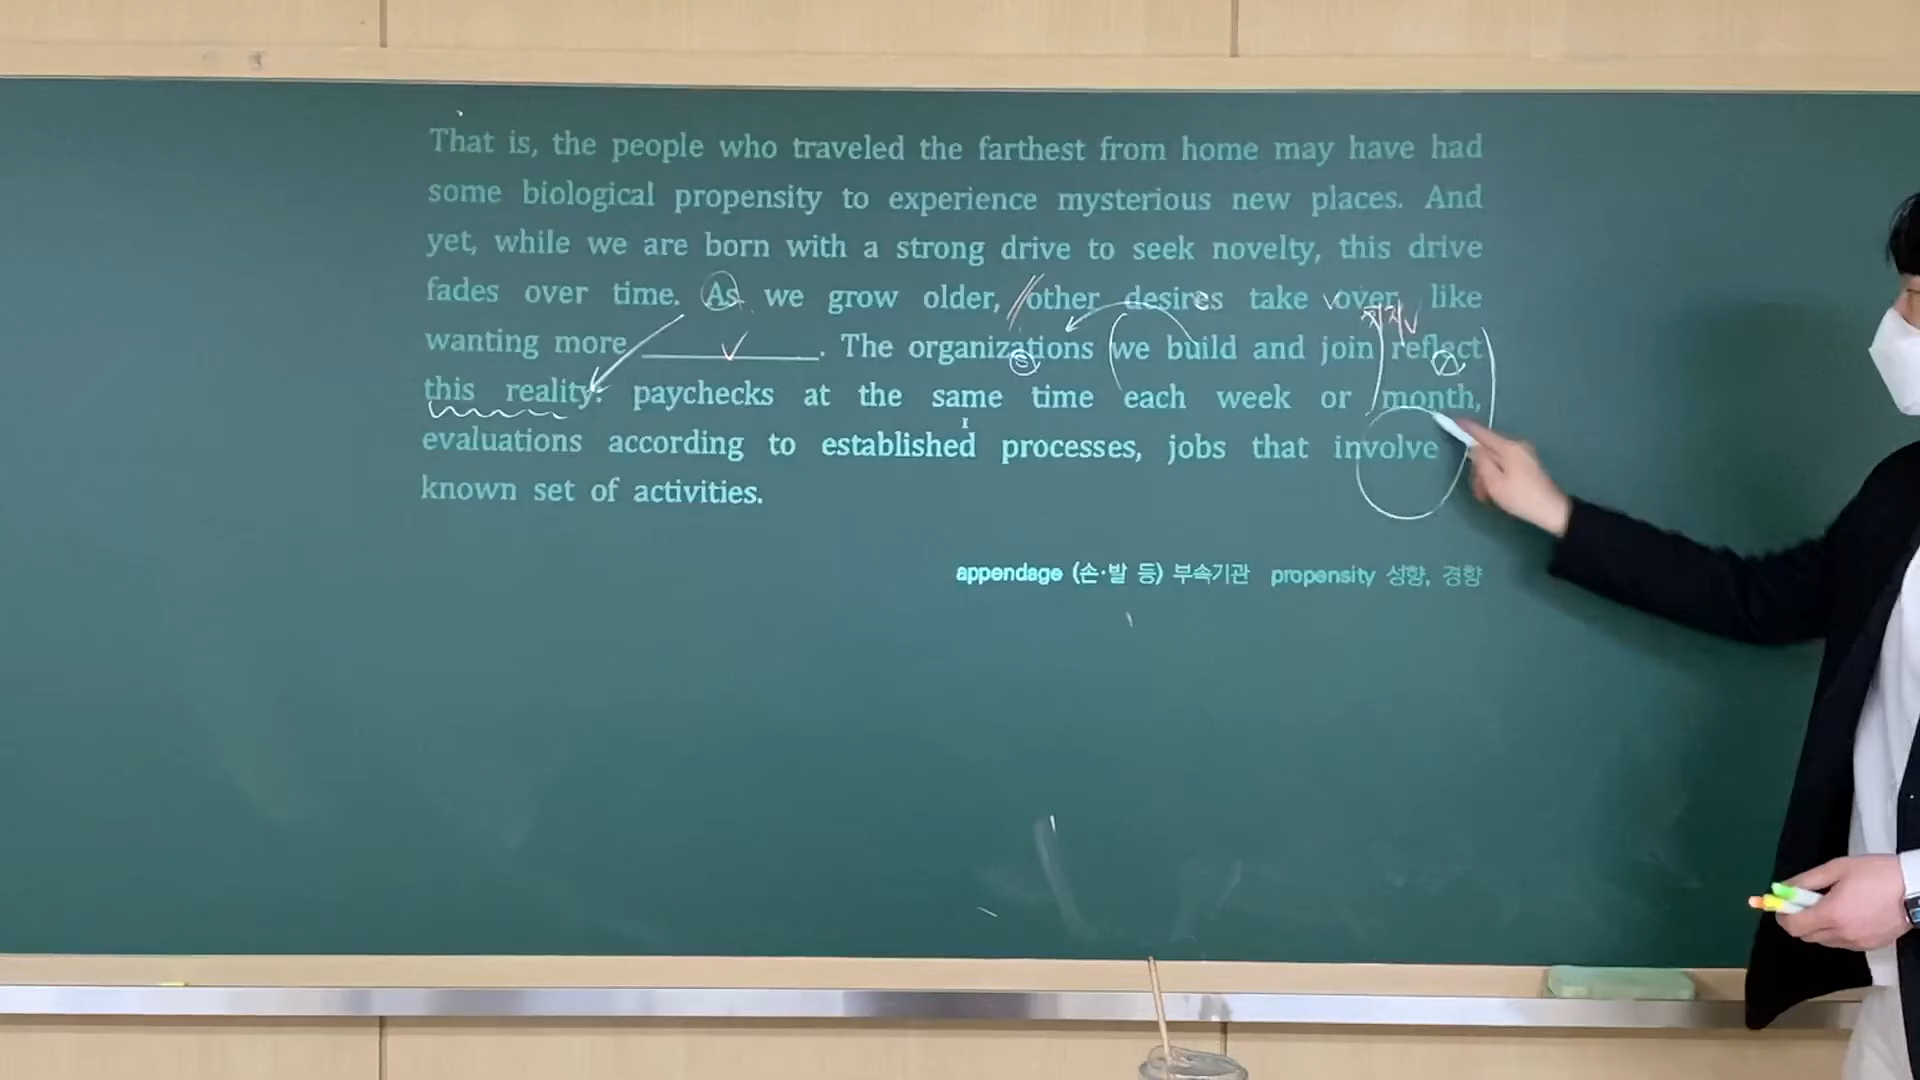 That is, the people who traveled the farthest from home may have had
some biological propensity to experience mysterious new places. And
yet, while we are born with a strong drive to seek novelty, this drive
fades over time. As we grow older, other desires take over, like
wanting more ____________. The organizations we build and join reflect
this reality: paychecks at the same time each week or month,
evaluations according to established processes, jobs that involve
known set of activities.
appendage (손·발 등) 부속기관 propensity 성향, 경향